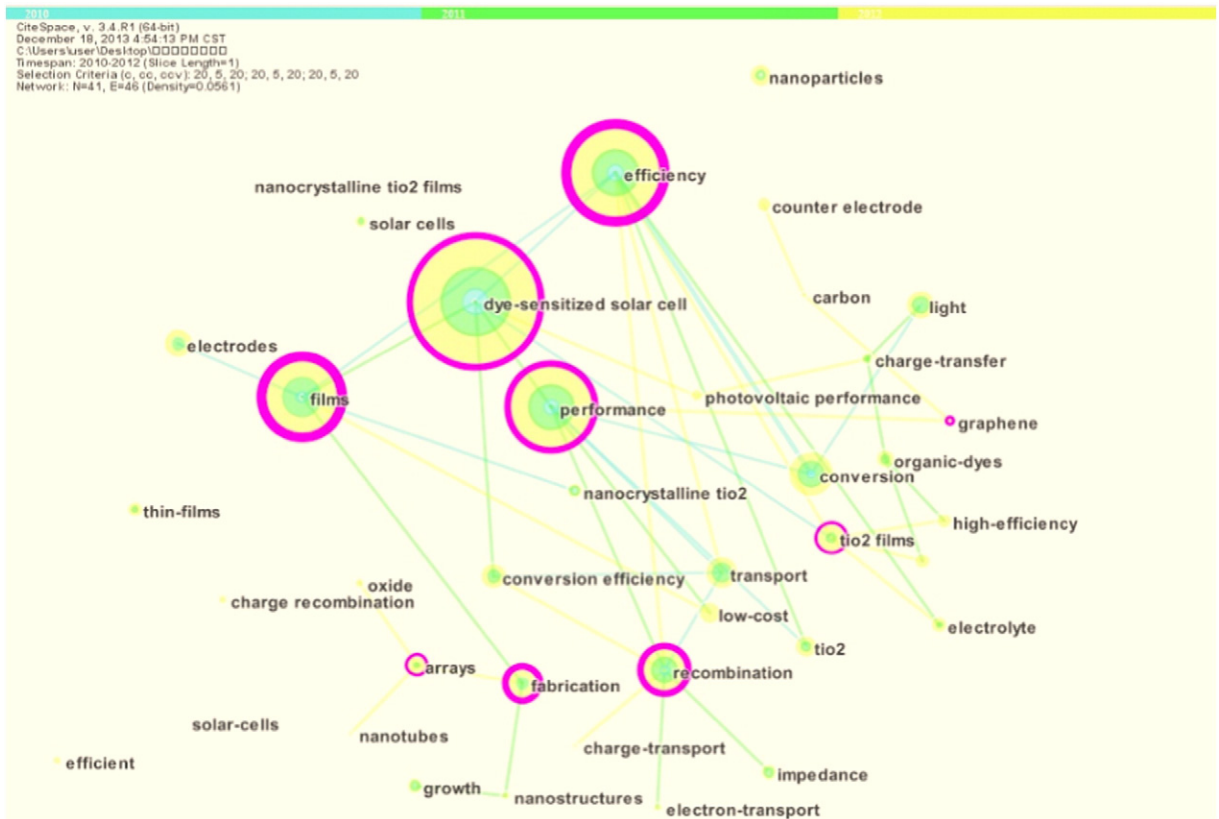 2010 2011 2012
CiteSpace, v. 3.4.R1 (64-bit)
December 18, 2013 4:54:13 PM CST
C:\Users\user\Desktop\□□□□□□□□
Timespan: 2010-2012 (Slice Length=1)
Selection Criteria (c, cc, ccv): 20, 5, 20; 20, 5, 20; 20, 5, 20
Network: N=41, E=46 (Density=0.0561)
nanoparticles
efficiency
nanocrystalline tio2 films
counter electrode
solar cells
carbon
dye-sensitized solar cell
light
electrodes
charge-transfer
films
photovoltaic performance
performance
graphene
organic-dyes
conversion
nanocrystalline tio2
thin-films
high-efficiency
tio2 films
conversion efficiency
transport
oxide
charge recombination
low-cost
electrolyte
tio2
arrays
recombination
fabrication
solar-cells
nanotubes
charge-transport
efficient
impedance
growth
nanostructures
electron-transport